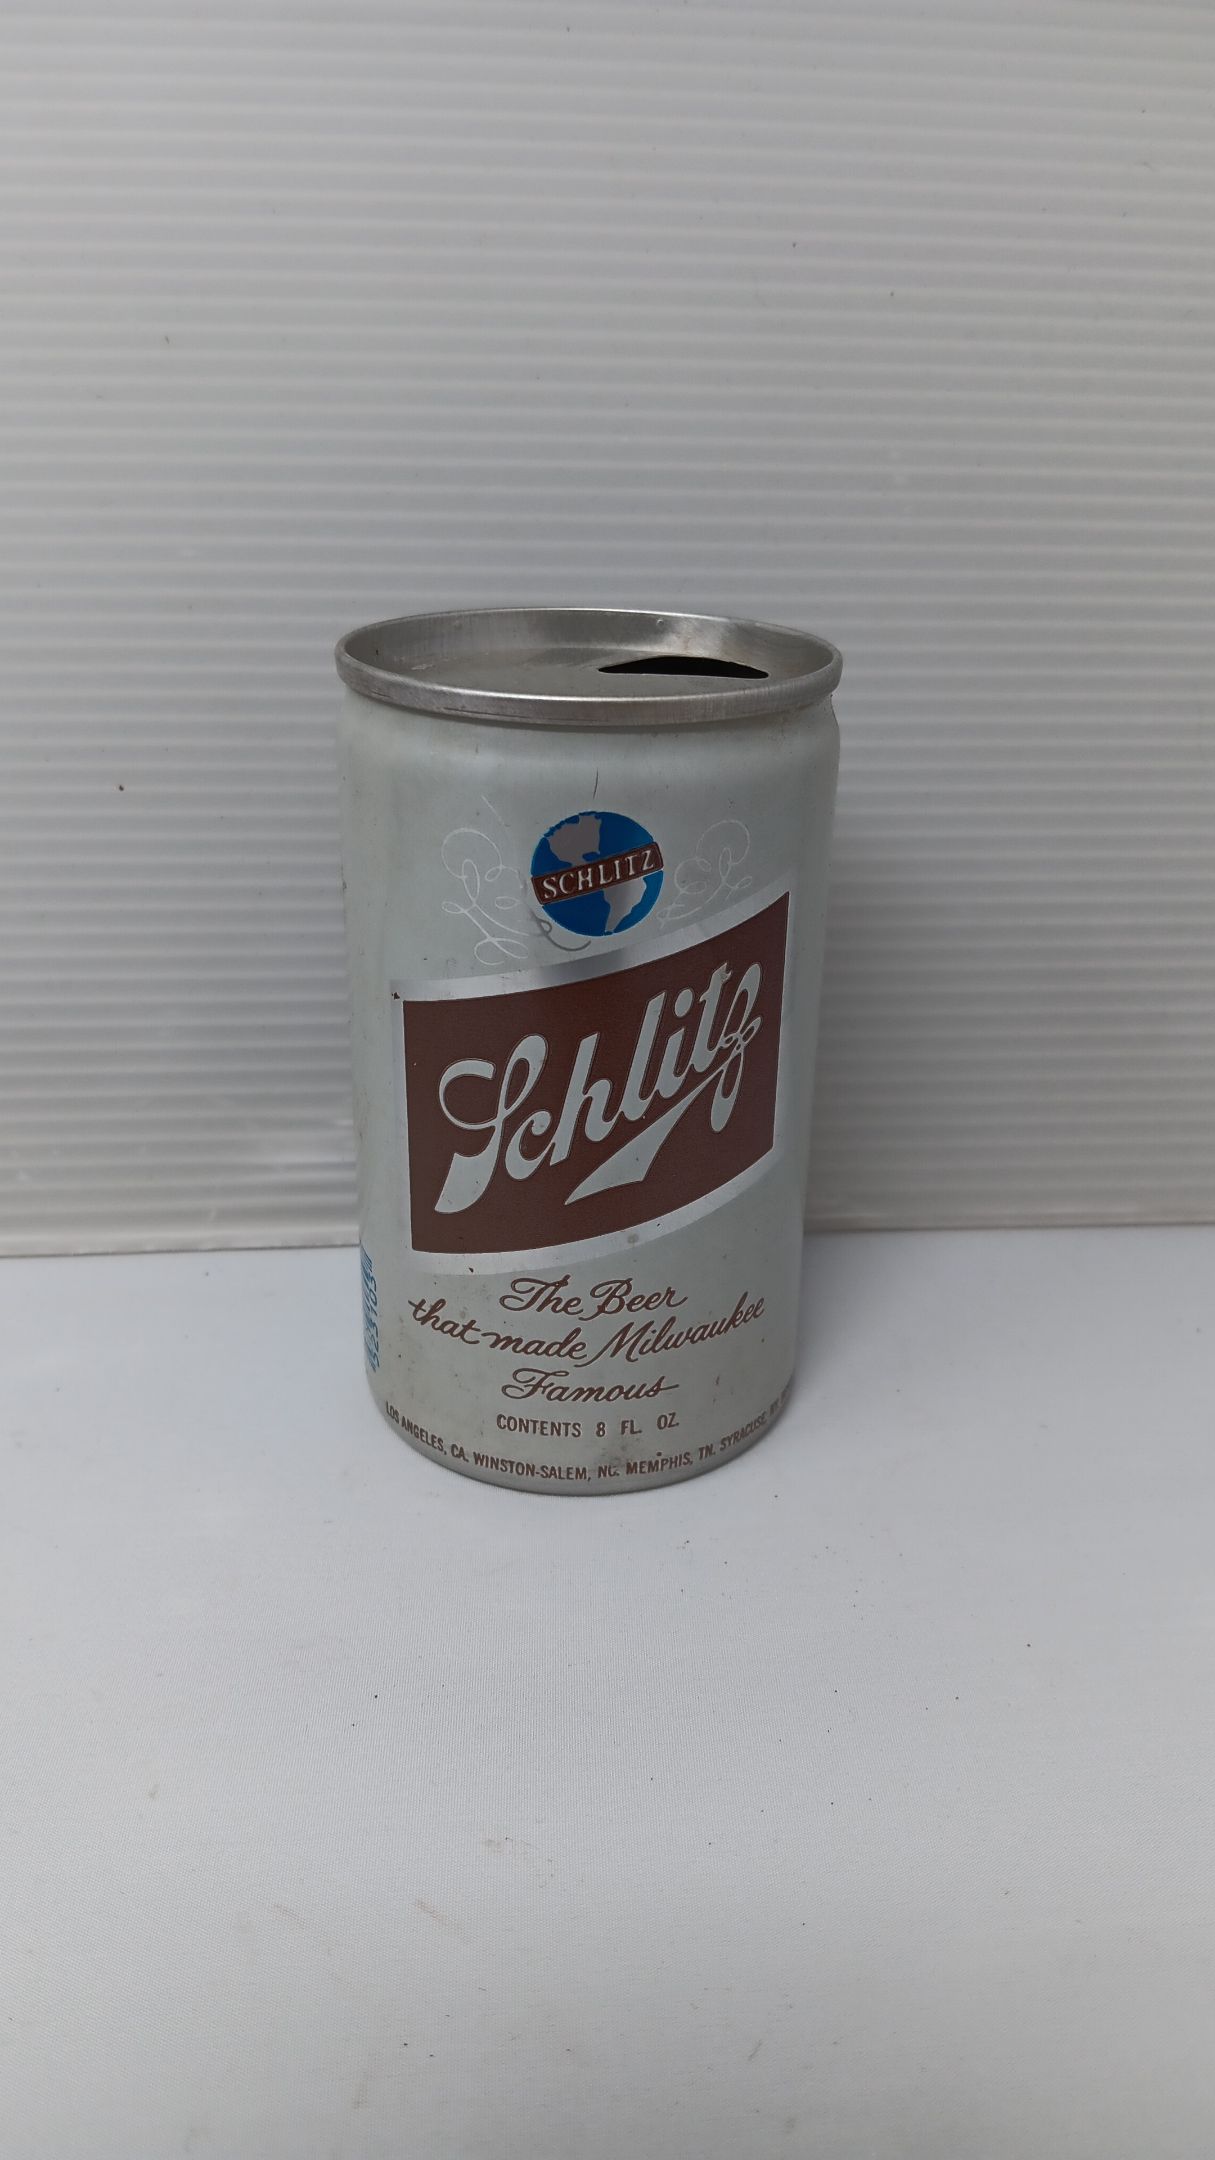 SCHLITZ
Schlitz
The Beer
that made Milwaukee
Famous
CONTENTS 8 FL. OZ.
LOS ANGELES, CA. WINSTON-SALEM, NC. MEMPHIS, TN. SYRACUSE, NY.